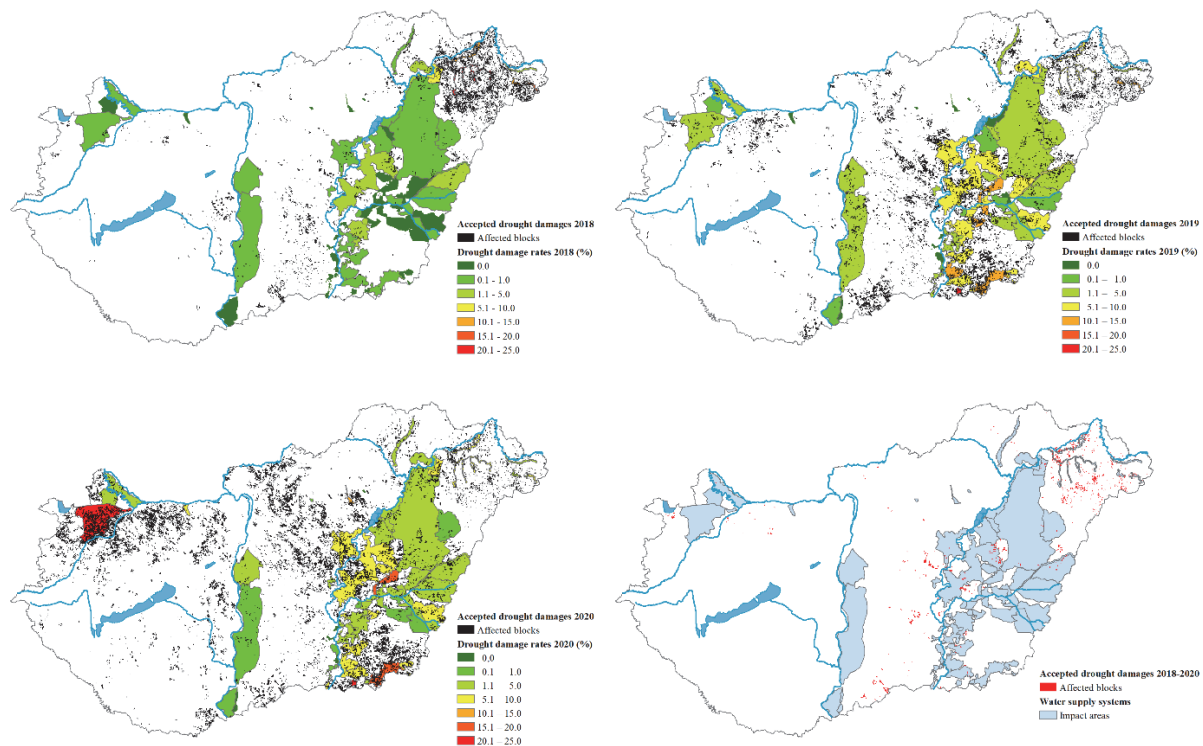 Accepted drought damages 2018
Affected blocks
Drought damage rates 2018 (%)
0.0
0.1 - 1.0
1.1 - 5.0
5.1 - 10.0
10.1 - 15.0
15.1 - 20.0
20.1 - 25.0
Accepted drought damages 2019
Affected blocks
Drought damage rates 2019 (%)
0.0
0.1 – 1.0
1.1 – 5.0
5.1 – 10.0
10.1 – 15.0
15.1 – 20.0
20.1 – 25.0
Accepted drought damages 2020
Affected blocks
Drought damage rates 2020 (%)
0,0
0.1 1.0
1.1 5.0
5.1 10.0
10.1 15.0
15.1 – 20.0
20.1 – 25.0
Accepted drought damages 2018-2020
Affected blocks
Water supply systems
Impact areas